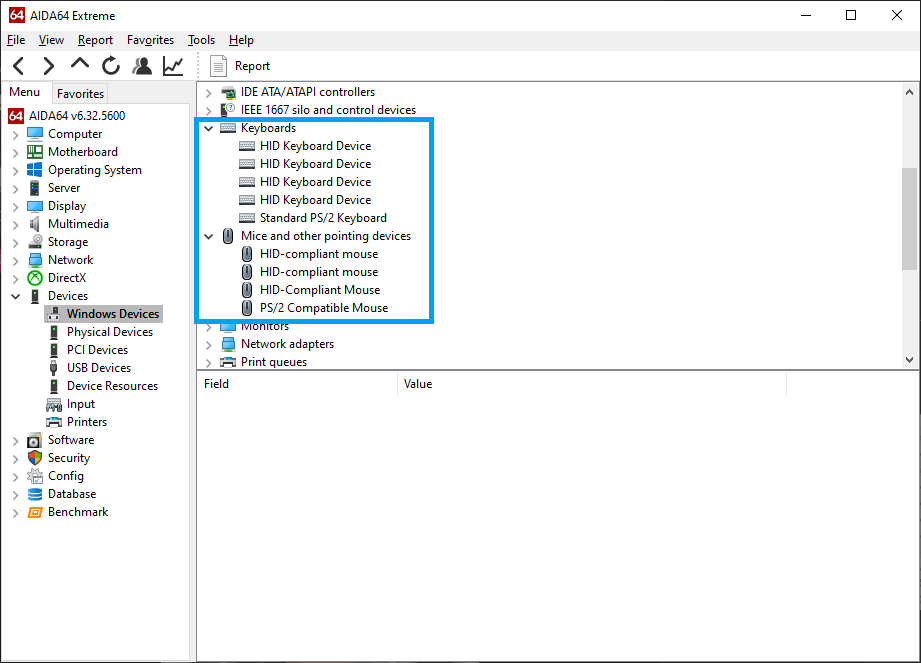 64 AIDA64 Extreme
File View Report Favorites Tools Help
Report
Menu Favorites
64 AIDA64 v6.32.5600
Computer
Motherboard
Operating System
Server
Display
Multimedia
Storage
Network
DirectX
Devices
Windows Devices
Physical Devices
PCI Devices
USB Devices
Device Resources
Input
Printers
Software
Security
Config
Database
Benchmark
IDE ATA/ATAPI controllers
IEEE 1667 silo and control devices
Keyboards
HID Keyboard Device
HID Keyboard Device
HID Keyboard Device
HID Keyboard Device
Standard PS/2 Keyboard
Mice and other pointing devices
HID-compliant mouse
HID-compliant mouse
HID-Compliant Mouse
PS/2 Compatible Mouse
Monitors
Network adapters
Print queues
Field Value